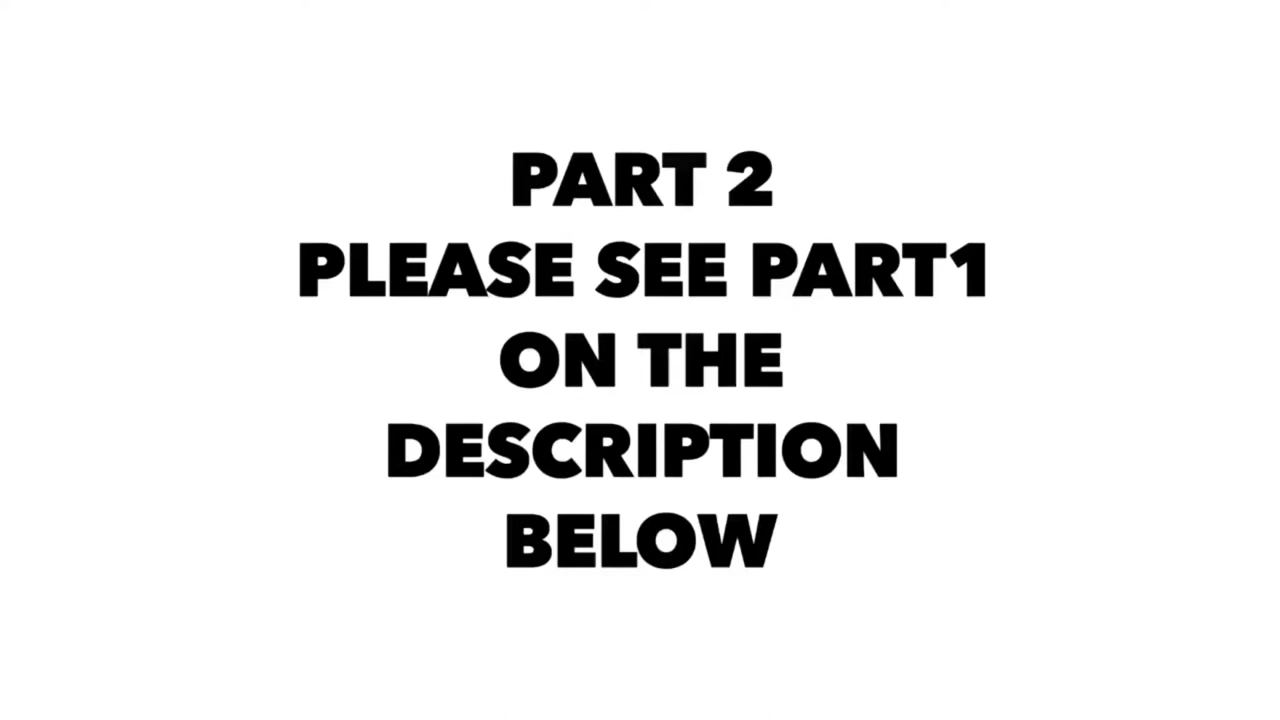 PART 2
PLEASE SEE PART1
ON THE
DESCRIPTION
BELOW